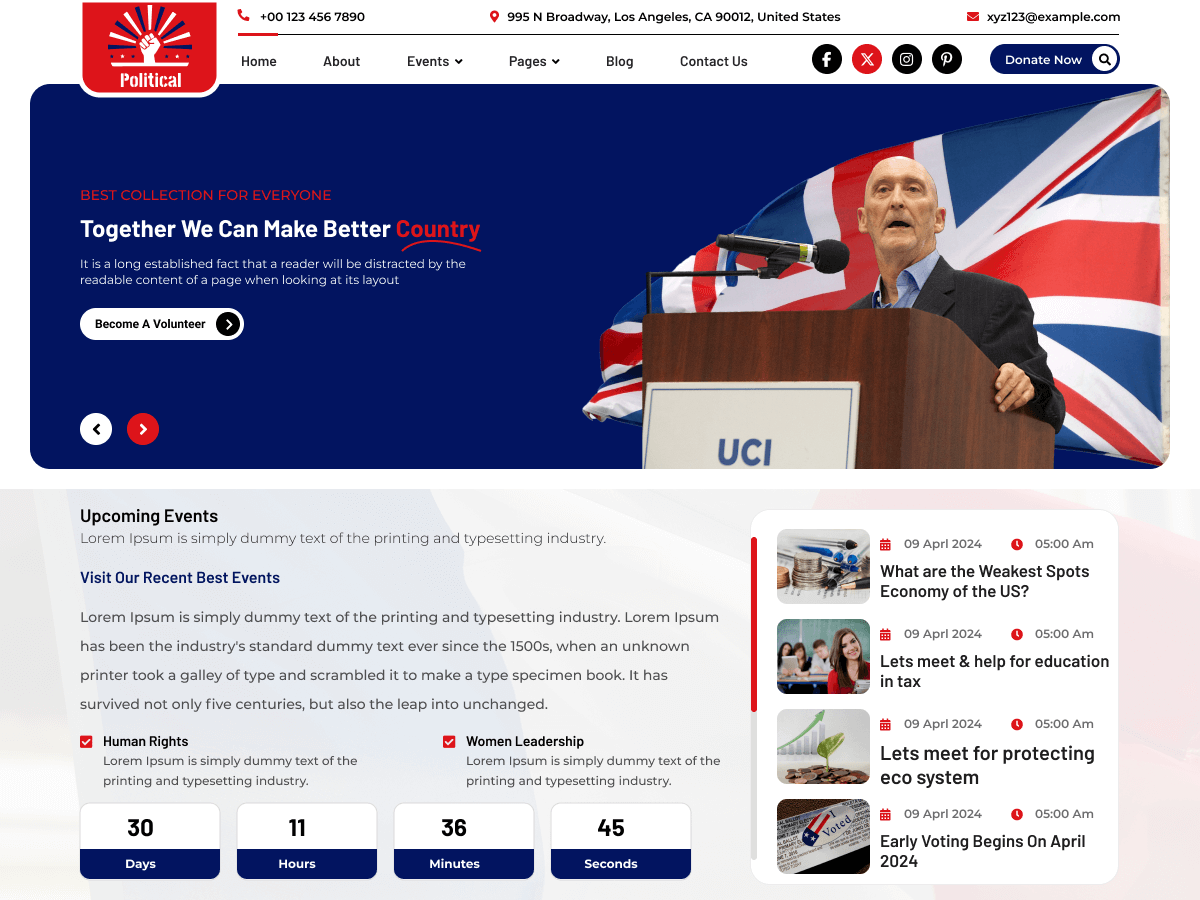 +00 123 456 7890
995 N Broadway, Los Angeles, CA 90012, United States
xyz123@example.com
Political
Home
About
Events
Pages
Blog
Contact Us
Donate Now
BEST COLLECTION FOR EVERYONE
Together We Can Make Better Country
It is a long established fact that a reader will be distracted by the
readable content of a page when looking at its layout
Become A Volunteer
UCI
Upcoming Events
Lorem Ipsum is simply dummy text of the printing and typesetting industry.
Visit Our Recent Best Events
Lorem Ipsum is simply dummy text of the printing and typesetting industry. Lorem Ipsum
has been the industry's standard dummy text ever since the 1500s, when an unknown
printer took a galley of type and scrambled it to make a type specimen book. It has
survived not only five centuries, but also the leap into unchanged.
Human Rights
Lorem Ipsum is simply dummy text of the
printing and typesetting industry.
Women Leadership
Lorem Ipsum is simply dummy text of the
printing and typesetting industry.
30
Days
11
Hours
36
Minutes
45
Seconds
09 Aprl 2024
05:00 Am
What are the Weakest Spots
Economy of the US?
09 Aprl 2024
05:00 Am
Lets meet & help for education
in tax
09 Aprl 2024
05:00 Am
Lets meet for protecting
eco system
I Voted
09 Aprl 2024
05:00 Am
Early Voting Begins On April
2024